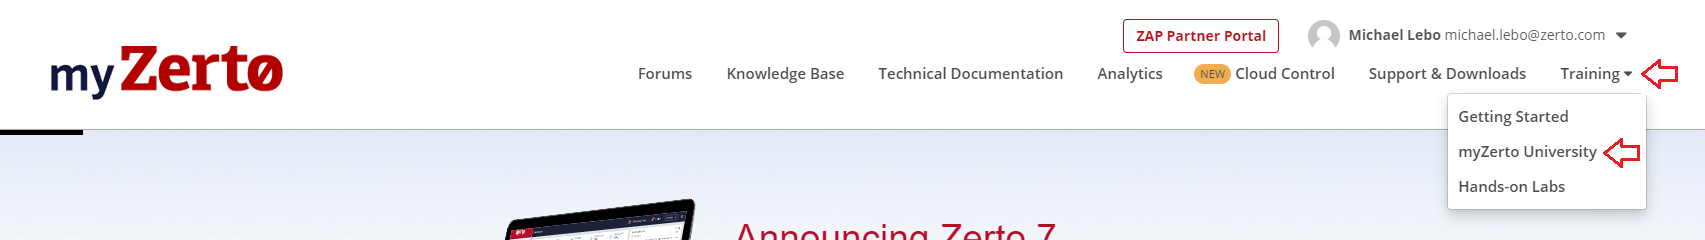 ZAP Partner Portal
Michael Lebo michael.lebo@zerto.com
myZerto
Forums Knowledge Base Technical Documentation Analytics NEW Cloud Control Support & Downloads Training
Getting Started
myZerto University
Hands-on Labs
Announcing Zerto 7